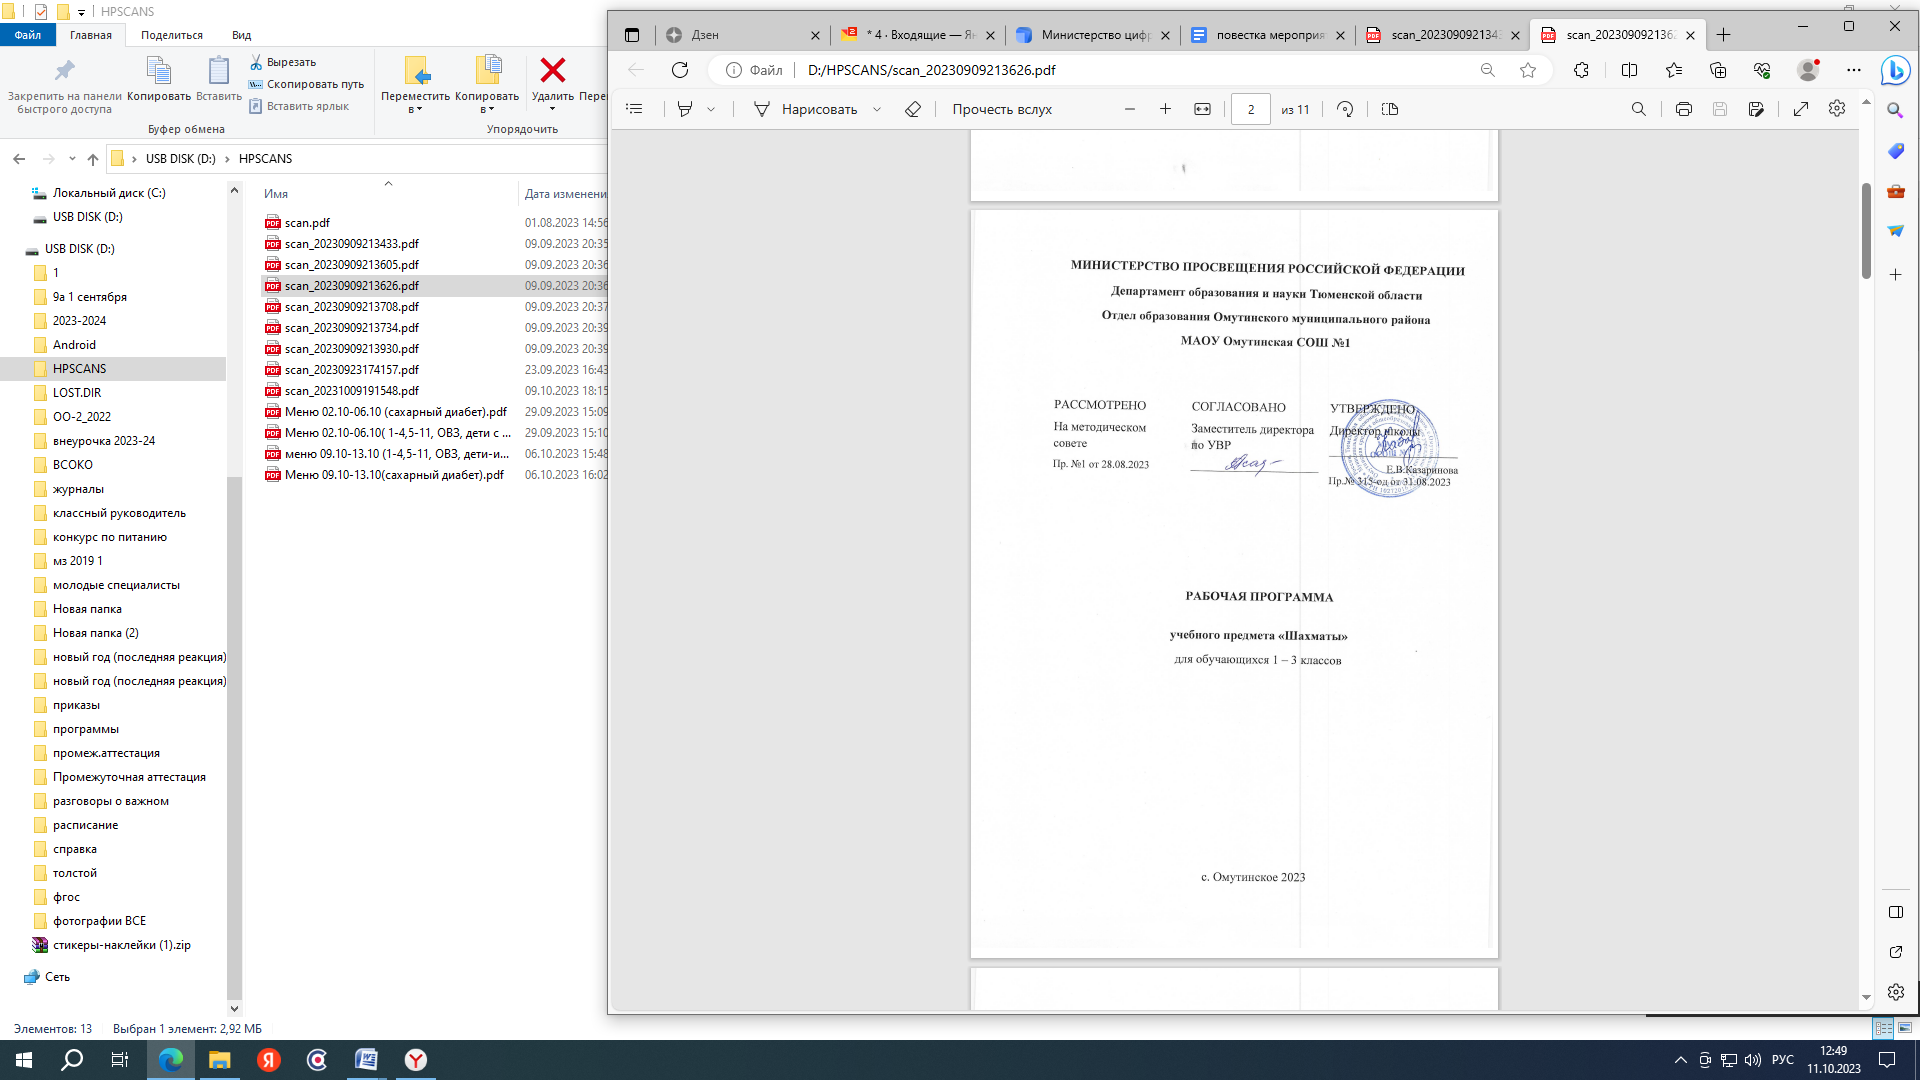 HPSCANS
Файл
Главная
Поделиться
Вид
Закрепить на панели
быстрого доступа
Копировать
Вставить
Вырезать
Скопировать путь
Вставить ярлык
Переместить
в
Копировать
в
Удалить
Буфер обмена
Упорядочить
USB DISK (D:)
HPSCANS
Локальный диск (C:)
USB DISK (D:)
USB DISK (D:)
1
9а 1 сентября
2023-2024
Android
HPSCANS
LOST.DIR
ОО-2_2022
внеурочка 2023-24
ВСОКО
журналы
классный руководитель
конкурс по питанию
мз 2019 1
молодые специалисты
Новая папка
Новая папка (2)
новый год (последняя реакция)
новый год (последняя реакция)
приказы
программы
промеж.аттестация
Промежуточная аттестация
разговоры о важном
расписание
справка
толстой
фгос
фотографии ВСЕ
стикеры-наклейки (1).zip
Сеть
Имя
Дата изменени
scan.pdf 01.08.2023 14:56
scan_20230909213433.pdf 09.09.2023 20:35
scan_20230909213605.pdf 09.09.2023 20:36
scan_20230909213626.pdf 09.09.2023 20:36
scan_20230909213708.pdf 09.09.2023 20:37
scan_20230909213734.pdf 09.09.2023 20:39
scan_20230909213930.pdf 09.09.2023 20:39
scan_20230923174157.pdf 23.09.2023 16:43
scan_20231009191548.pdf 09.10.2023 18:15
Меню 02.10-06.10 (сахарный диабет).pdf 29.09.2023 15:09
Меню 02.10-06.10( 1-4,5-11, ОВЗ, дети с ... 29.09.2023 15:10
меню 09.10-13.10 (1-4,5-11, ОВЗ, дети-и... 06.10.2023 15:48
Меню 09.10-13.10(сахарный диабет).pdf 06.10.2023 16:02
Элементов: 13
Выбран 1 элемент: 2,92 МБ
Дзен
* 4 · Входящие — Ян
Министерство цифр
повестка мероприя
scan_2023090921343
scan_2023090921362
Файл
D:/HPSCANS/scan_20230909213626.pdf
Нарисовать
Прочесть вслух
2
из 11
МИНИСТЕРСТВО ПРОСВЕЩЕНИЯ РОССИЙСКОЙ ФЕДЕРАЦИИ
Департамент образования и науки Тюменской области
Отдел образования Омутинского муниципального района
МАОУ Омутинская СОШ №1
РАССМОТРЕНО
На методическом
совете
Пр. №1 от 28.08.2023
СОГЛАСОВАНО
Заместитель директора
по УВР
УТВЕРЖДЕНО
Директор школы
Е.В.Казаринова
Пр.№ 315-од от 31.08.2023
РАБОЧАЯ ПРОГРАММА
учебного предмета «Шахматы»
для обучающихся 1 – 3 классов
с. Омутинское 2023
РУС
12:49
11.10.2023